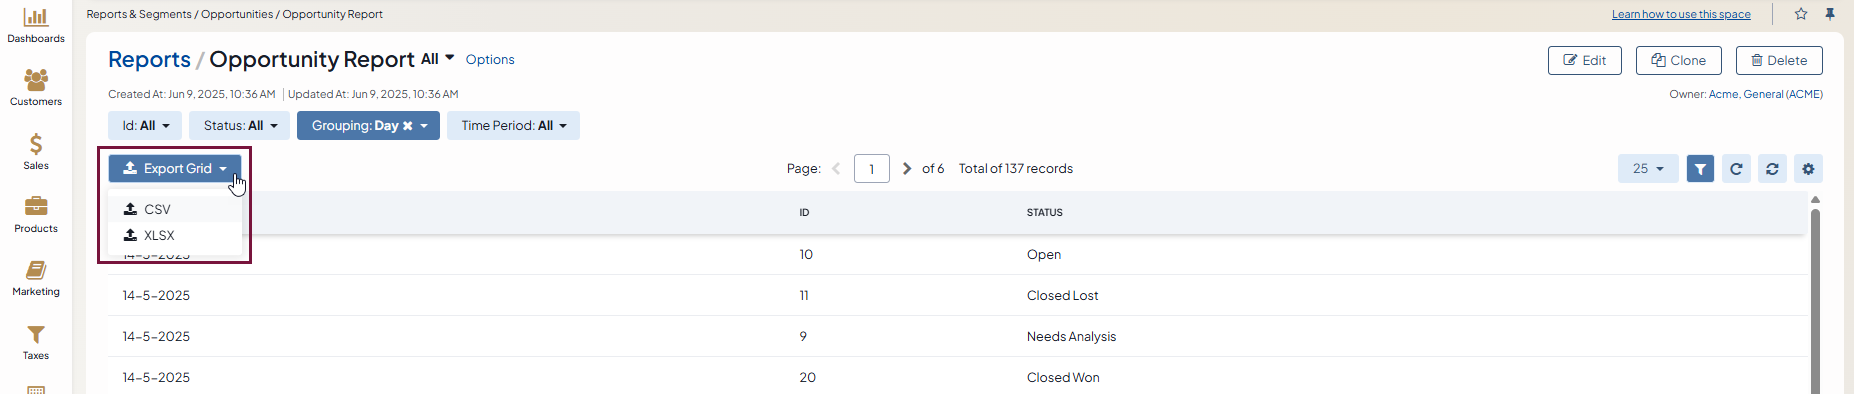 Dashboards
Customers
Sales
Products
Marketing
Taxes
Reports & Segments / Opportunities / Opportunity Report
Learn how to use this space
Reports / Opportunity Report All Options
Edit
Clone
Delete
Created At: Jun 9, 2025, 10:36 AM | Updated At: Jun 9, 2025, 10:36 AM
Owner: Acme, General (ACME)
Id: All
Status: All
Grouping: Day
Time Period: All
Export Grid
CSV
XLSX
Page: 1 of 6 Total of 137 records
25
ID STATUS
14-5-2025 10 Open
14-5-2025 11 Closed Lost
14-5-2025 9 Needs Analysis
14-5-2025 20 Closed Won